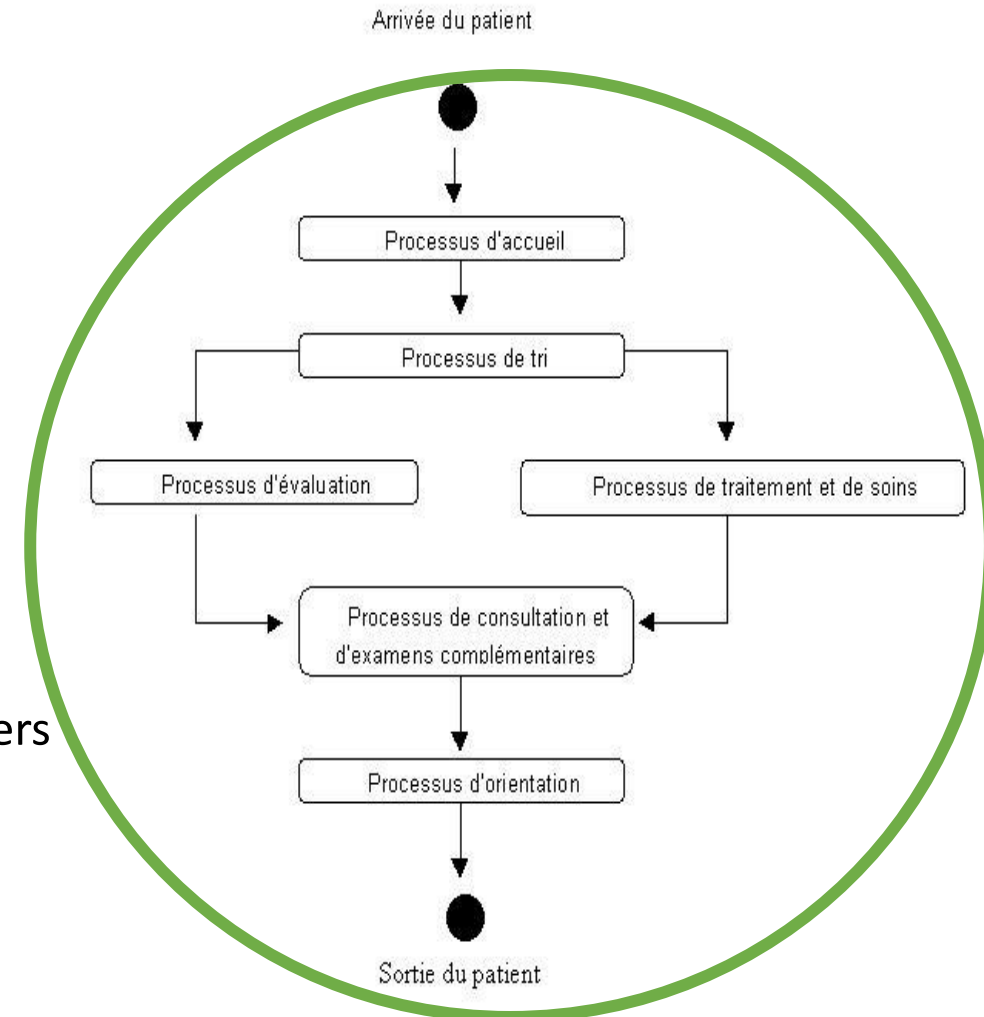 Arrivée du patient
Processus d'accueil
Processus de tri
Processus d'évaluation
Processus de traitement et de soins
Processus de consultation et
d'examens complémentaires
ers
Processus d'orientation
Sortie du patient